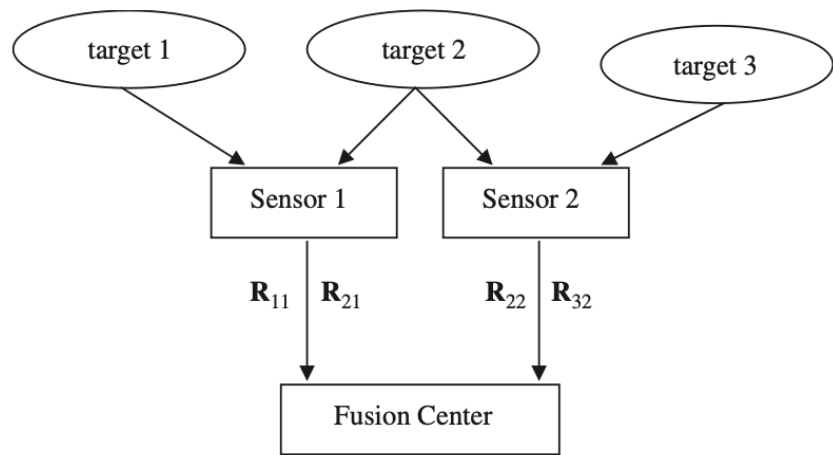 target 1
target 2
target 3
Sensor 1
Sensor 2
R₁₁ R₂₁
R₂₂ R₃₂
Fusion Center